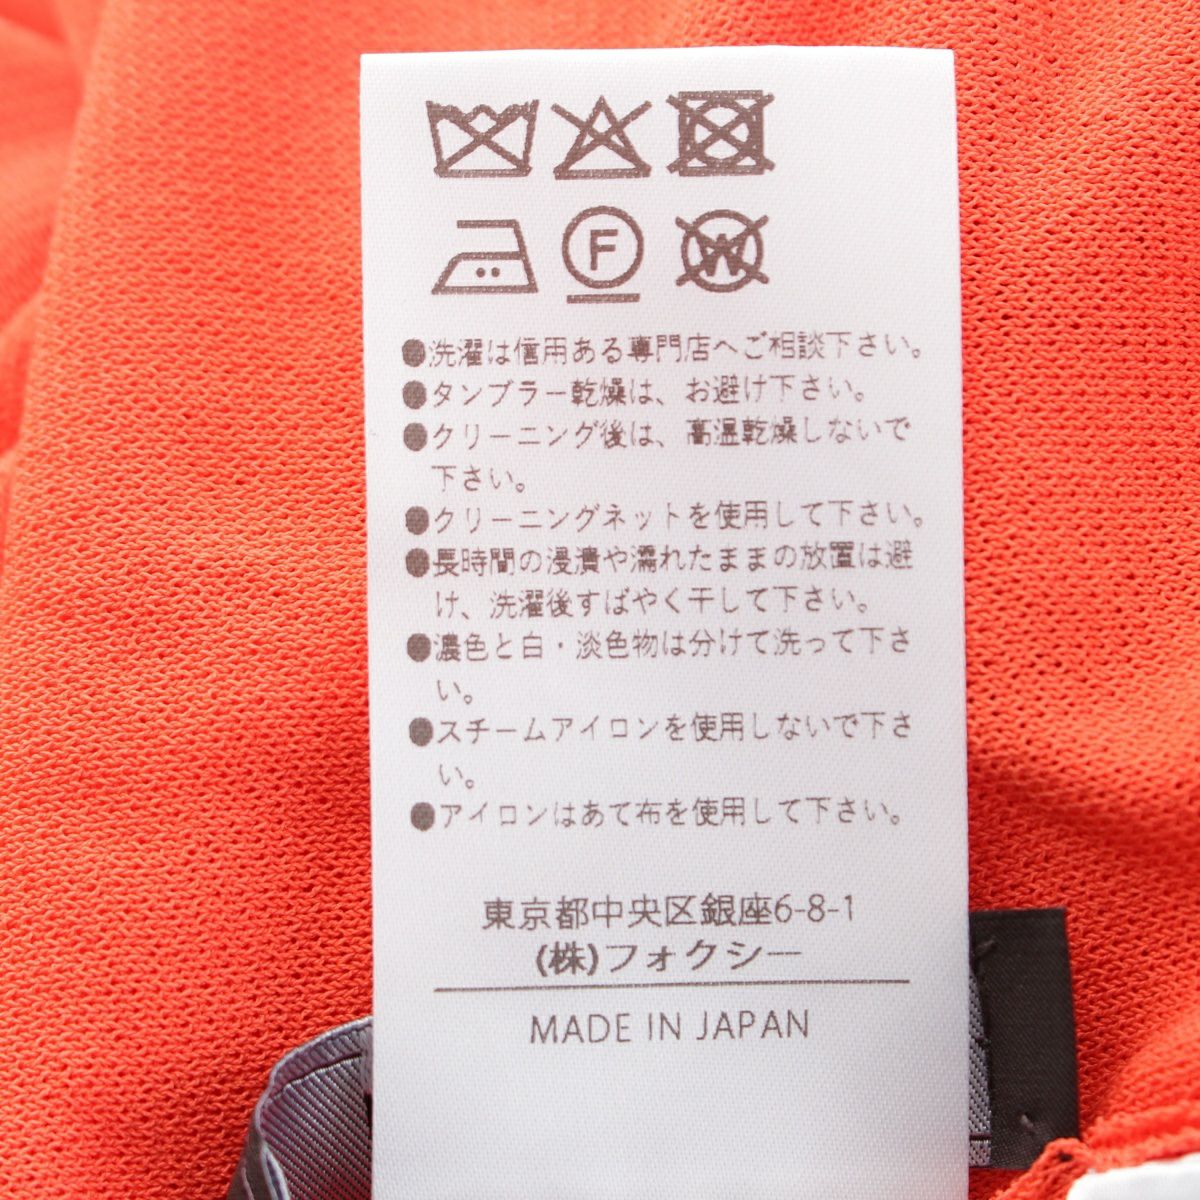 F W
●洗濯は信用ある専門店へご相談下さい。
●タンブラー乾燥は、お避け下さい。
●クリーニング後は、高温乾燥しないで
下さい。
●クリーニングネットを使用して下さい。
●長時間の浸漬や濡れたままの放置は避
け、洗濯後すばやく干して下さい。
●濃色と白・淡色物は分けて洗って下さ
い。
●スチームアイロンを使用しないで下さ
い。
●アイロンはあて布を使用して下さい。
東京都中央区銀座6-8-1
(株)フォクシー
MADE IN JAPAN